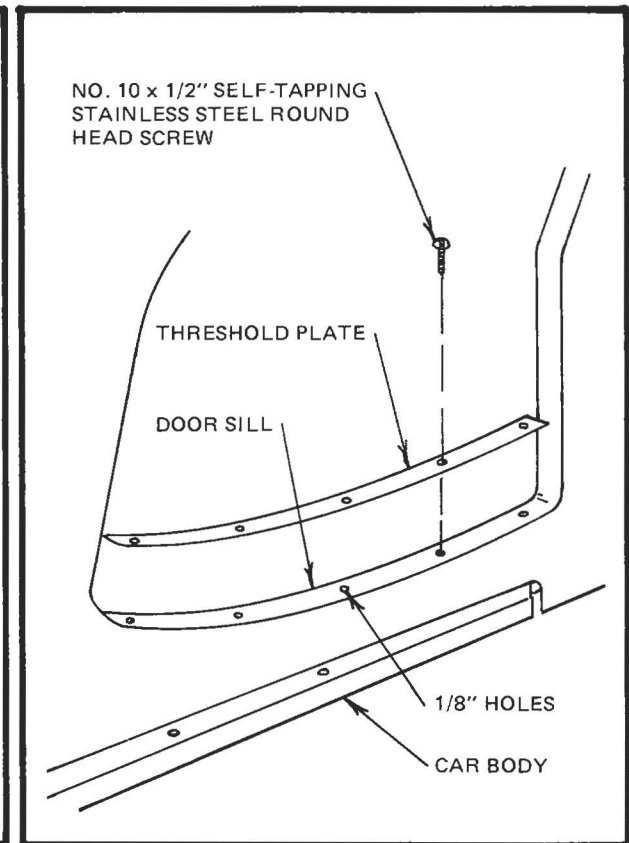 NO. 10 x 1/2" SELF-TAPPING
STAINLESS STEEL ROUND
HEAD SCREW
THRESHOLD PLATE
DOOR SILL
1/8" HOLES
CAR BODY